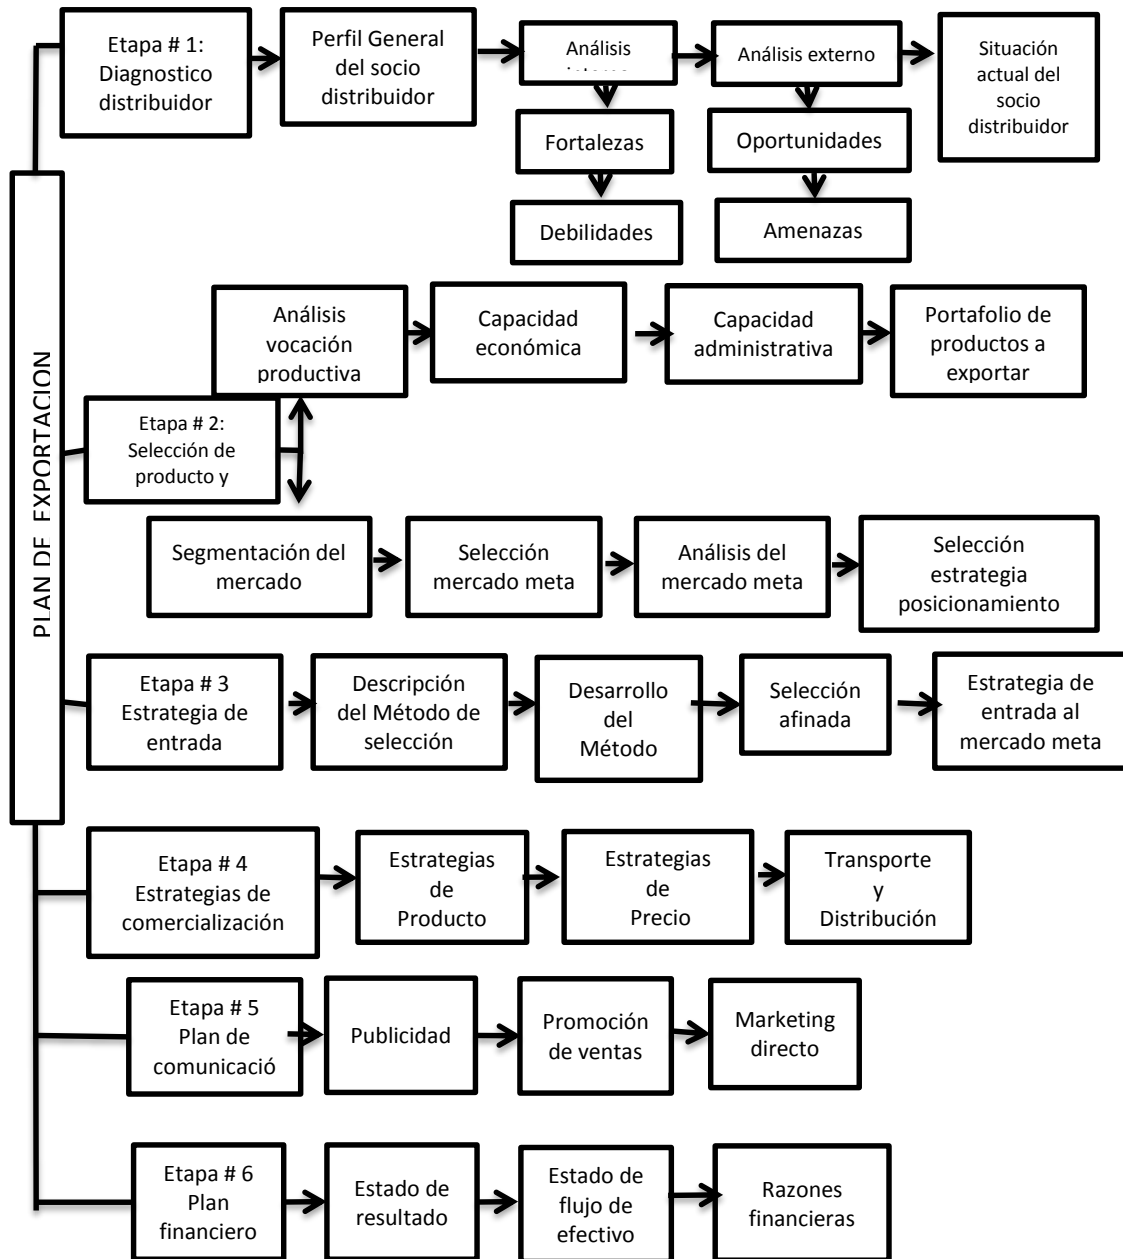 PLAN DE EXPORTACION
Etapa # 1:
Diagnostico
distribuidor
Perfil General
del socio
distribuidor
Análisis
Análisis externo
Situación
actual del
socio
distribuidor
Fortalezas
Oportunidades
Debilidades
Amenazas
Análisis
vocación
productiva
Capacidad
económica
Capacidad
administrativa
Portafolio de
productos a
exportar
Etapa # 2:
Selección de
producto y
Segmentación del
mercado
Selección
mercado meta
Análisis del
mercado meta
Selección
estrategia
posicionamiento
Etapa # 3
Estrategia de
entrada
Descripción
del Método de
selección
Desarrollo
del
Método
Selección
afinada
Estrategia de
entrada al
mercado meta
Etapa # 4
Estrategias de
comercialización
Estrategias
de
Producto
Estrategias
de
Precio
Transporte
y
Distribución
Etapa # 5
Plan de
comunicació
Publicidad
Promoción
de ventas
Marketing
directo
Etapa # 6
Plan
financiero
Estado de
resultado
Estado de
flujo de
efectivo
Razones
financieras